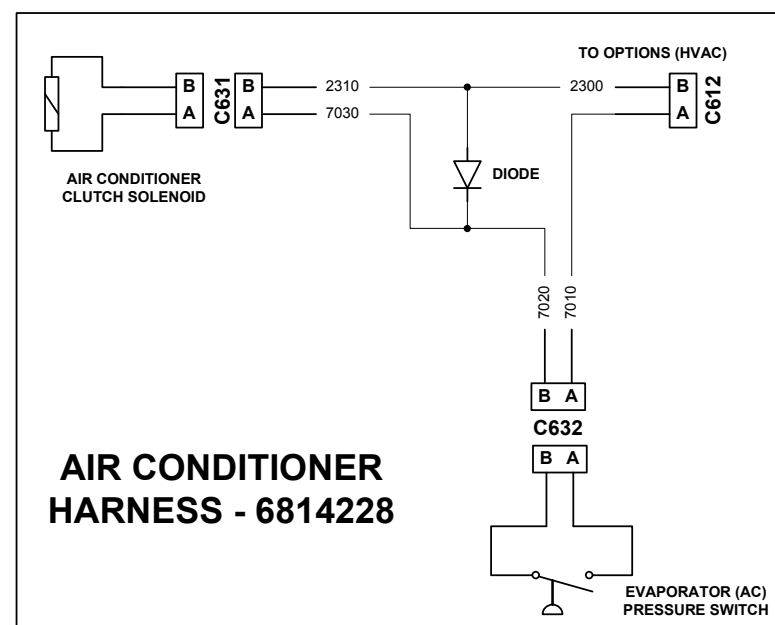 TO OPTIONS (HVAC)
B
A
C631
B
A
2310
7030
2300
B
A
C612
AIR CONDITIONER
CLUTCH SOLENOID
DIODE
7020
7010
B A
C632
B A
AIR CONDITIONER
HARNESS - 6814228
EVAPORATOR (AC)
PRESSURE SWITCH